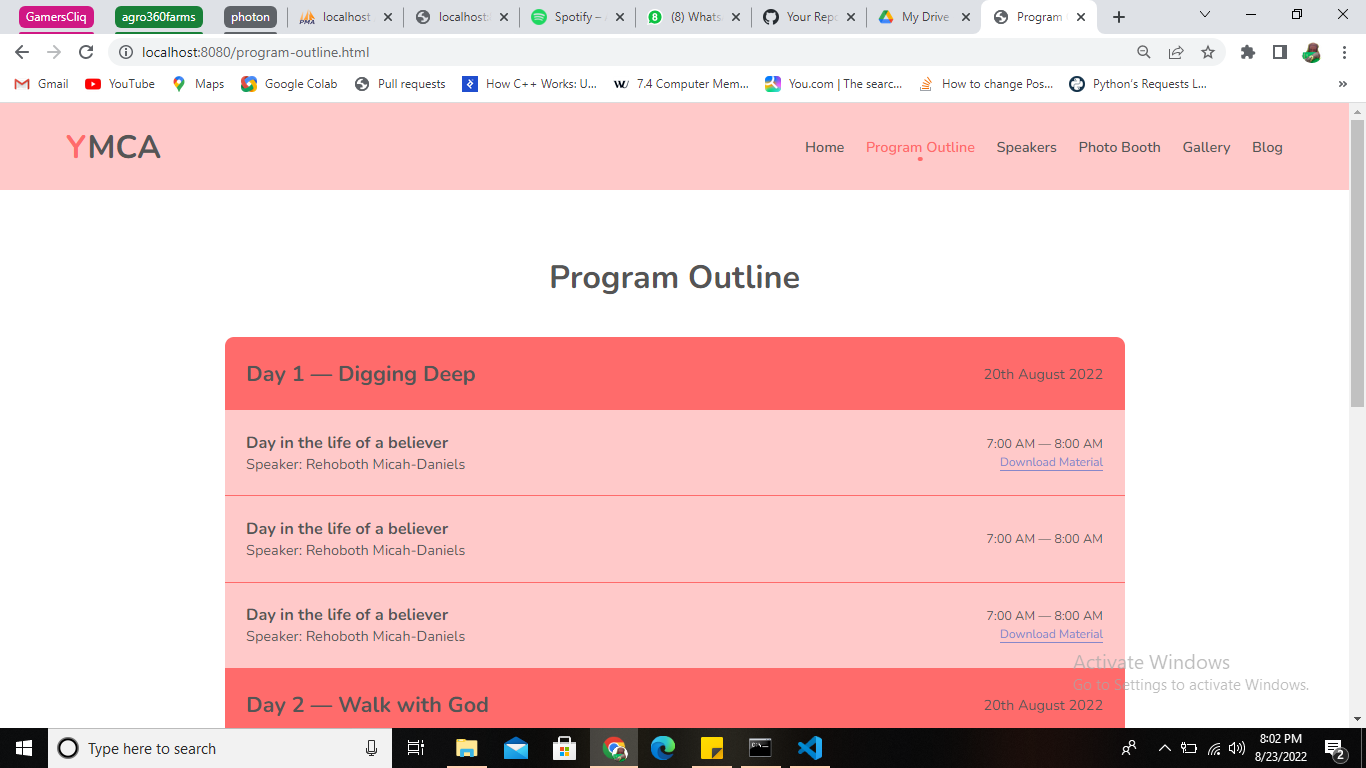 GamersCliq agro360farms photon localhost localhost: Spotify – (8) Whats Your Repo My Drive Program
localhost:8080/program-outline.html
Gmail YouTube Maps Google Colab Pull requests How C++ Works: U... 7.4 Computer Mem... You.com | The searc... How to change Pos... Python's Requests L... »
YMCA Home Program Outline Speakers Photo Booth Gallery Blog
Program Outline
Day 1 — Digging Deep 20th August 2022
Day in the life of a believer 7:00 AM — 8:00 AM
Speaker: Rehoboth Micah-Daniels Download Material
Day in the life of a believer
Speaker: Rehoboth Micah-Daniels 7:00 AM — 8:00 AM
Day in the life of a believer 7:00 AM — 8:00 AM
Speaker: Rehoboth Micah-Daniels Download Material
Activate Windows
Go to Settings to activate Windows.
Day 2 — Walk with God 20th August 2022
Type here to search 8:02 PM
8/23/2022 2